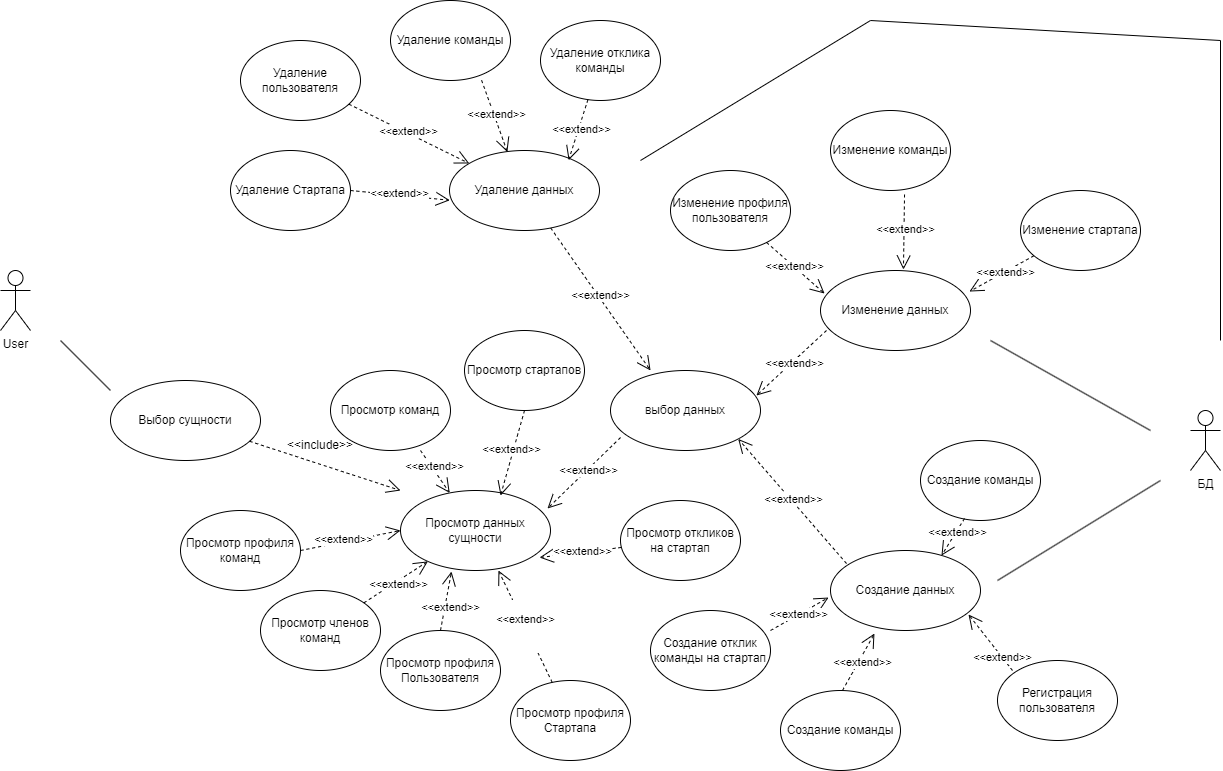 Удаление команды
Удаление отклика
команды
Удаление
пользователя
<<extend>>
<<extend>>
<<extend>>
Удаление Стартапа
<<extend>>
Удаление данных
Изменение команды
Изменение профиля
пользователя
<<extend>>
Изменение стартапа
<<extend>>
<<extend>>
<<extend>>
Изменение данных
User
<<extend>>
Просмотр стартапов
<<extend>>
Выбор сущности
Просмотр команд
выбор данных
<<include>>
<<extend>>
<<extend>>
<<extend>>
БД
Создание команды
<<extend>>
Просмотр данных
сущности
Просмотр профиля
команд
<<extend>>
Просмотр откликов
на стартап
<<extend>>
<<extend>>
<<extend>>
Создание данных
Просмотр членов
команд
<<extend>>
<<extend>>
<<extend>>
Создание отклик
команды на стартап
Просмотр профиля
Пользователя
<<extend>>
<<extend>>
Регистрация
пользователя
Просмотр профиля
Стартапа
Создание команды